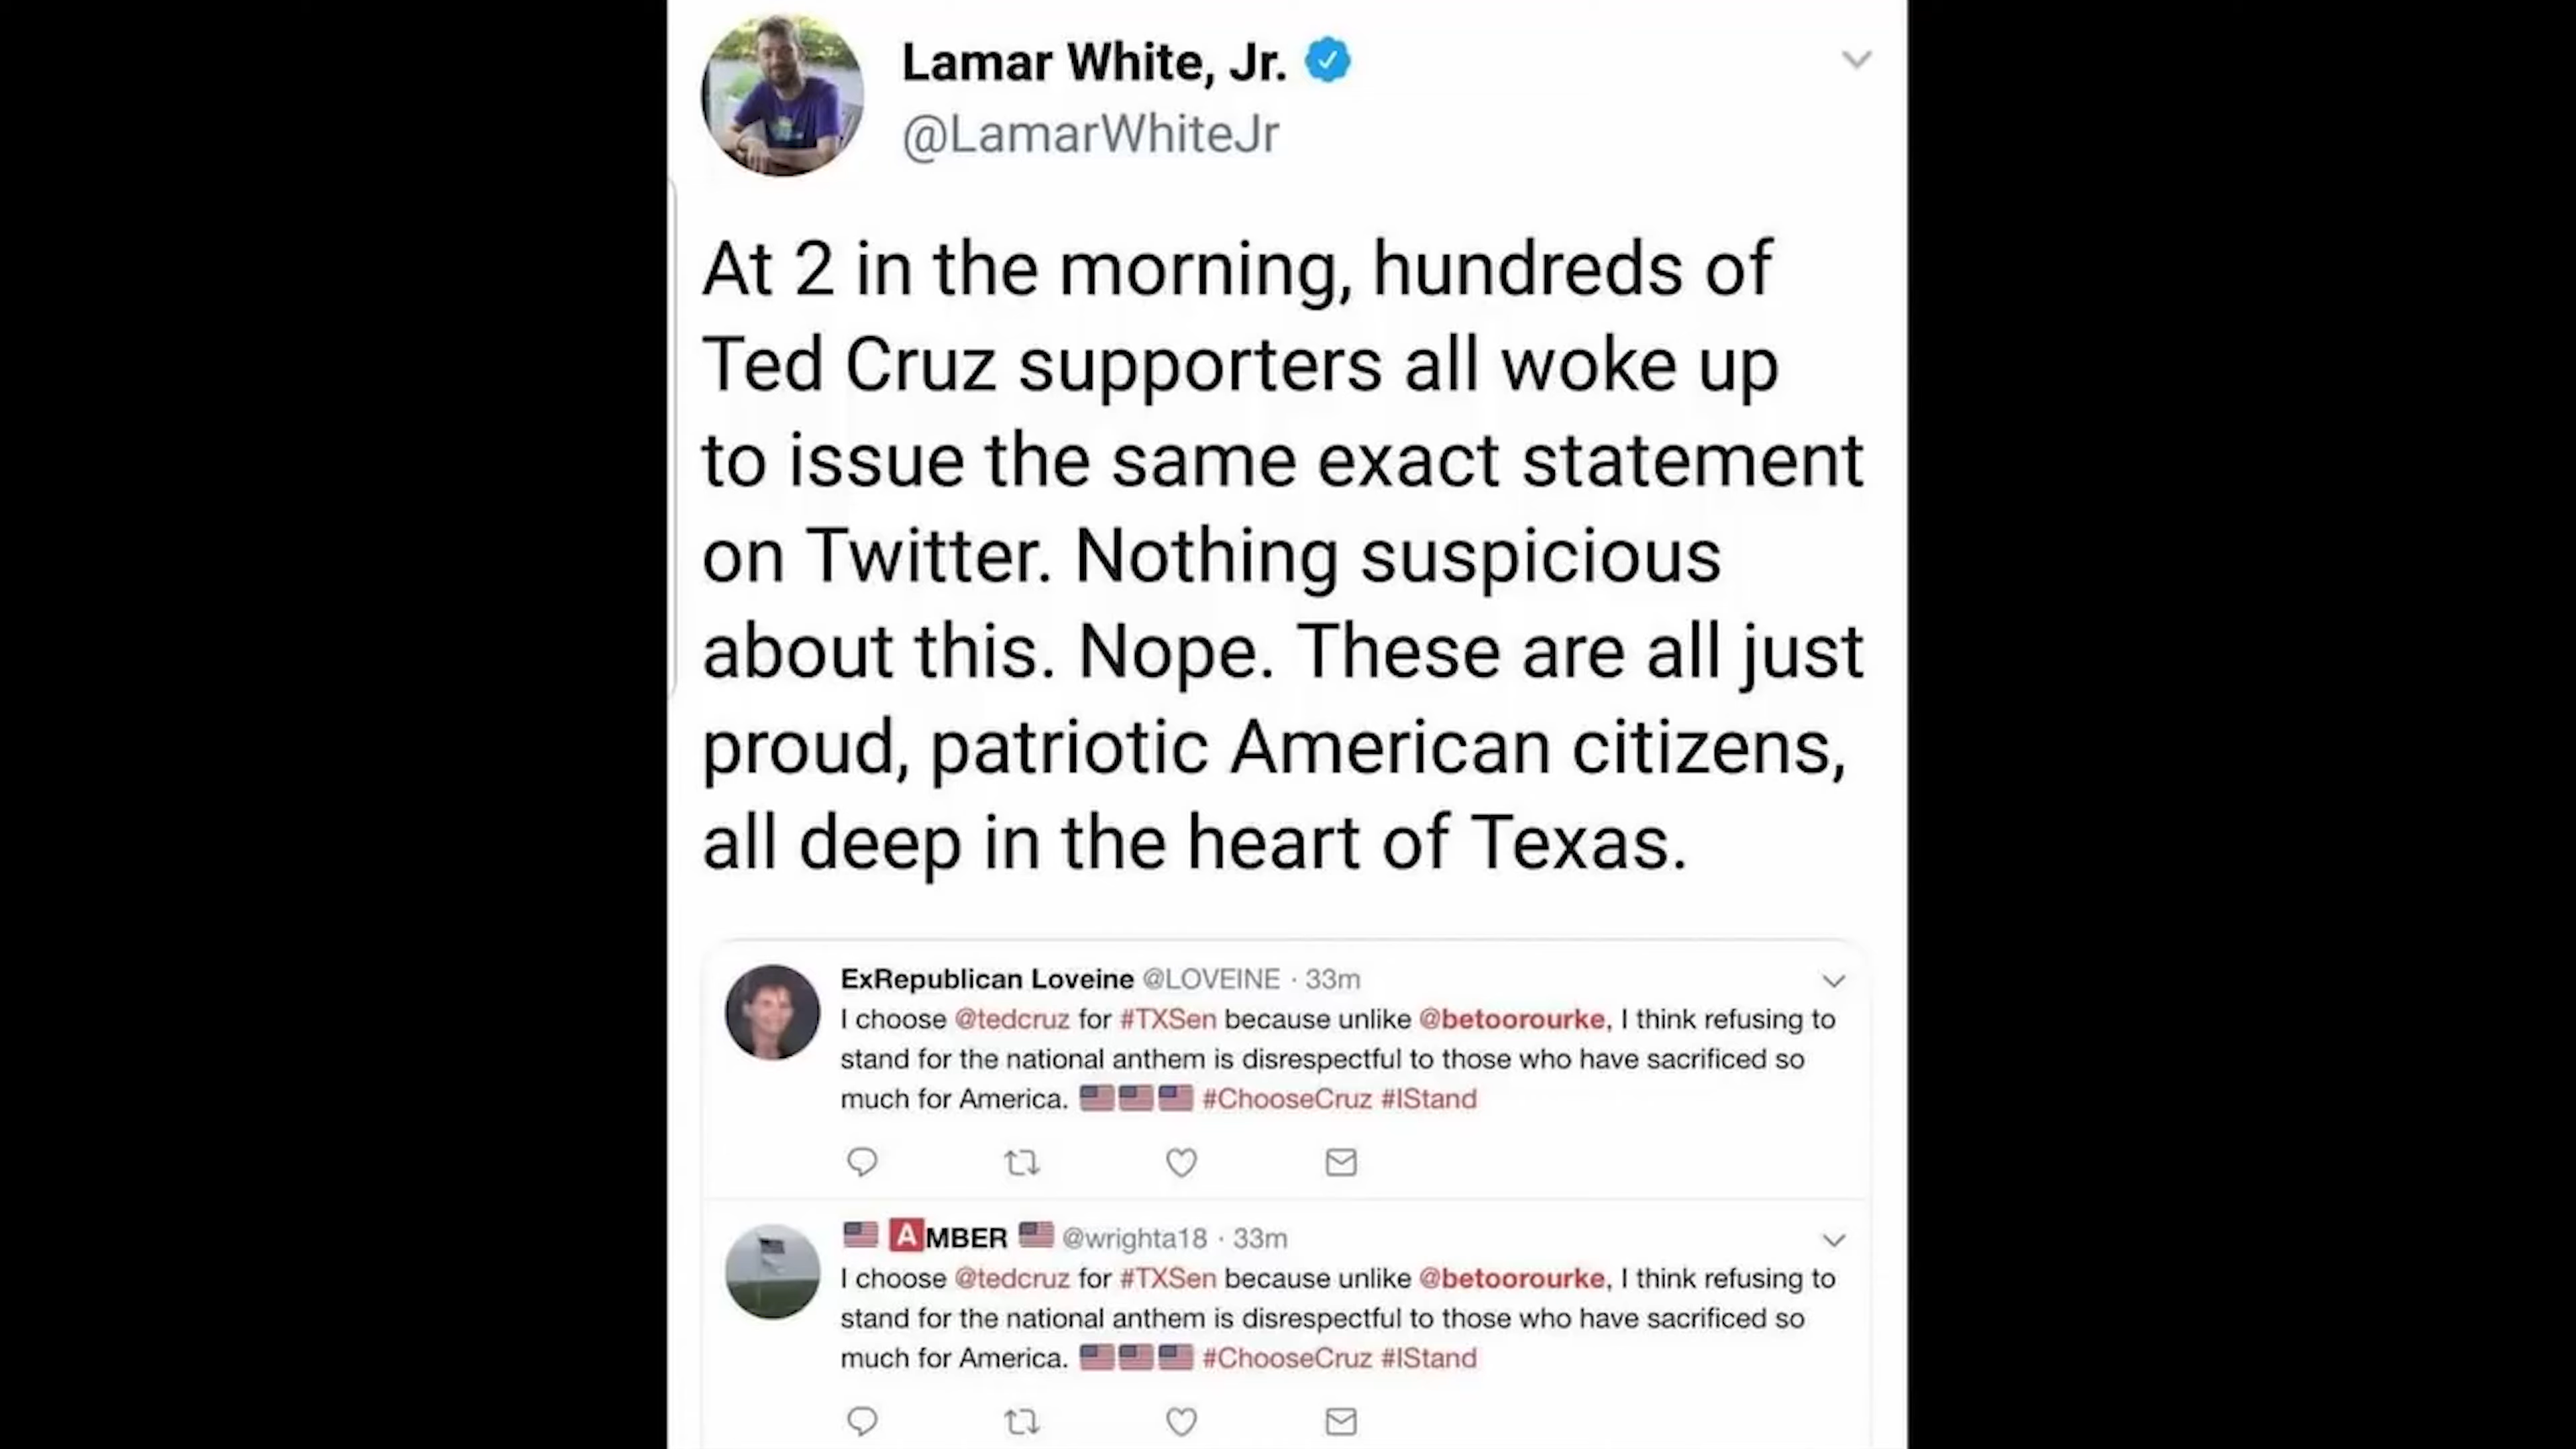 Lamar White, Jr.
@LamarWhiteJr
At 2 in the morning, hundreds of
Ted Cruz supporters all woke up
to issue the same exact statement
on Twitter. Nothing suspicious
about this. Nope. These are all just
proud, patriotic American citizens,
all deep in the heart of Texas.
ExRepublican Loveine @LOVEINE · 33m
I choose @tedcruz for #TXSen because unlike @betoorourke, I think refusing to
stand for the national anthem is disrespectful to those who have sacrificed so
much for America. 🇺🇸🇺🇸🇺🇸 #ChooseCruz #IStand
🇺🇸 🅰MBER 🇺🇸 @wrighta18 · 33m
I choose @tedcruz for #TXSen because unlike @betoorourke, I think refusing to
stand for the national anthem is disrespectful to those who have sacrificed so
much for America. 🇺🇸🇺🇸🇺🇸 #ChooseCruz #IStand